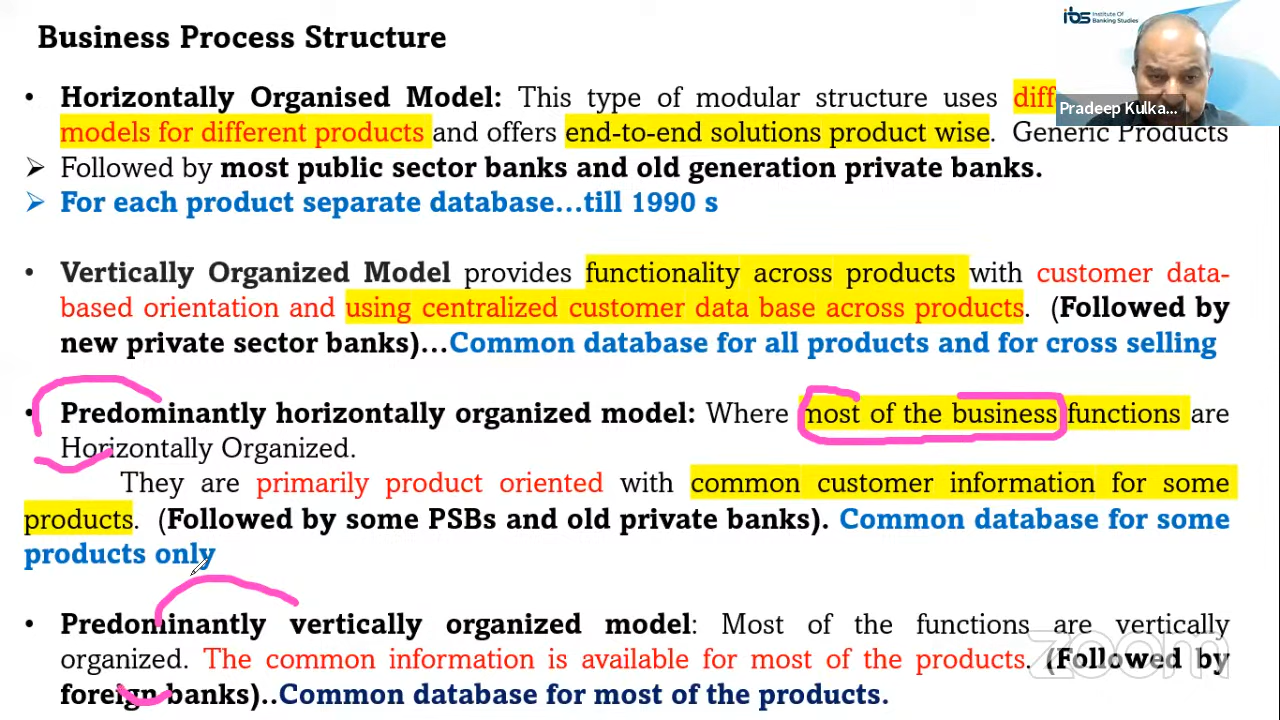 ibs Institute Of
Banking Studies
Business Process Structure
Pradeep Kulka...
• Horizontally Organised Model: This type of modular structure uses diff
models for different products and offers end-to-end solutions product wise. Generic Products
➢ Followed by most public sector banks and old generation private banks.
➢ For each product separate database...till 1990 s
• Vertically Organized Model provides functionality across products with customer data-
based orientation and using centralized customer data base across products. (Followed by
new private sector banks)...Common database for all products and for cross selling
• Predominantly horizontally organized model: Where most of the business functions are
Horizontally Organized.
They are primarily product oriented with common customer information for some
products. (Followed by some PSBs and old private banks). Common database for some
products only
• Predominantly vertically organized model: Most of the functions are vertically
organized. The common information is available for most of the products. (Followed by
foreign banks)..Common database for most of the products.
zoom